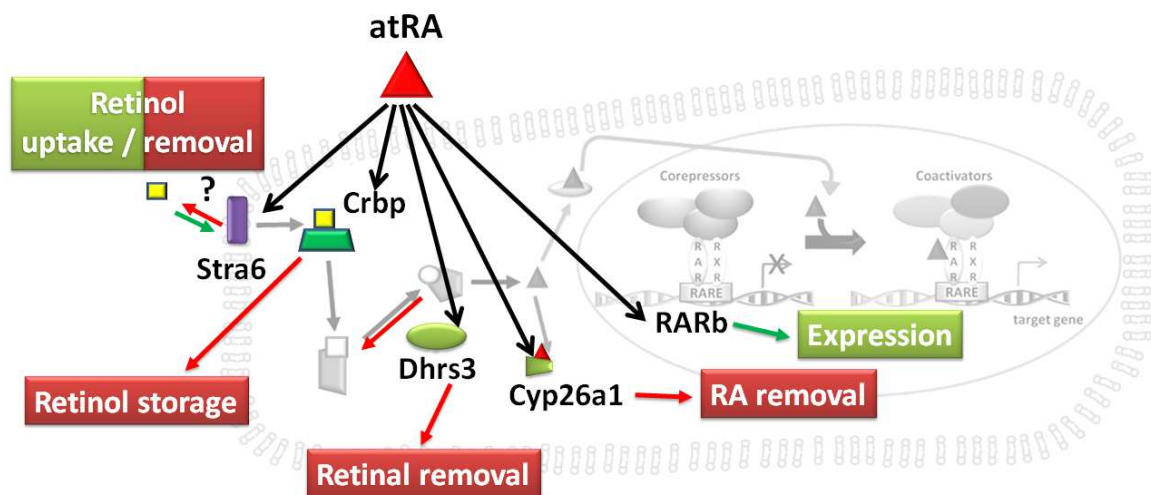 atRA
Retinol
uptake / removal
?
Crbp
Stra6
Corepressors
Coactivators
R
A
R
R
X
R
RARE
R
A
R
R
X
R
RARE
target gene
RARb
Expression
Dhrs3
Cyp26a1
RA removal
Retinol storage
Retinal removal